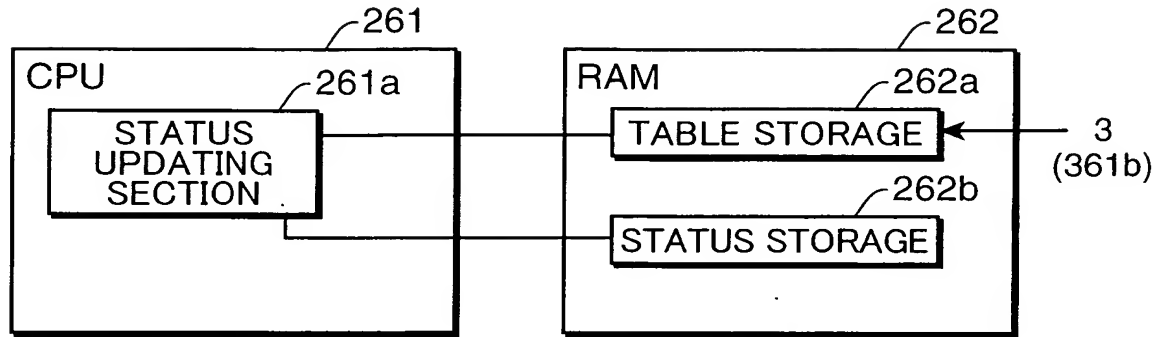 261
262
CPU
261a
RAM
262a
STATUS
UPDATING
SECTION
TABLE STORAGE
3
(361b)
262b
STATUS STORAGE